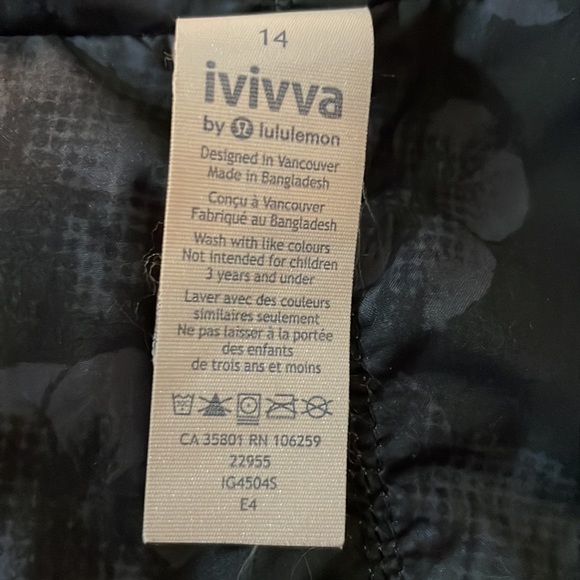 14
ivivva
by lululemon
Designed in Vancouver
Made in Bangladesh
Conçu à Vancouver
Fabriqué au Bangladesh
Wash with like colours
Not intended for children
3 years and under
Laver avec des couleurs
similaires seulement
Ne pas laisser à la portée
des enfants
de trois ans et moins
CA 35801 RN 106259
22955
IG4504S
E4